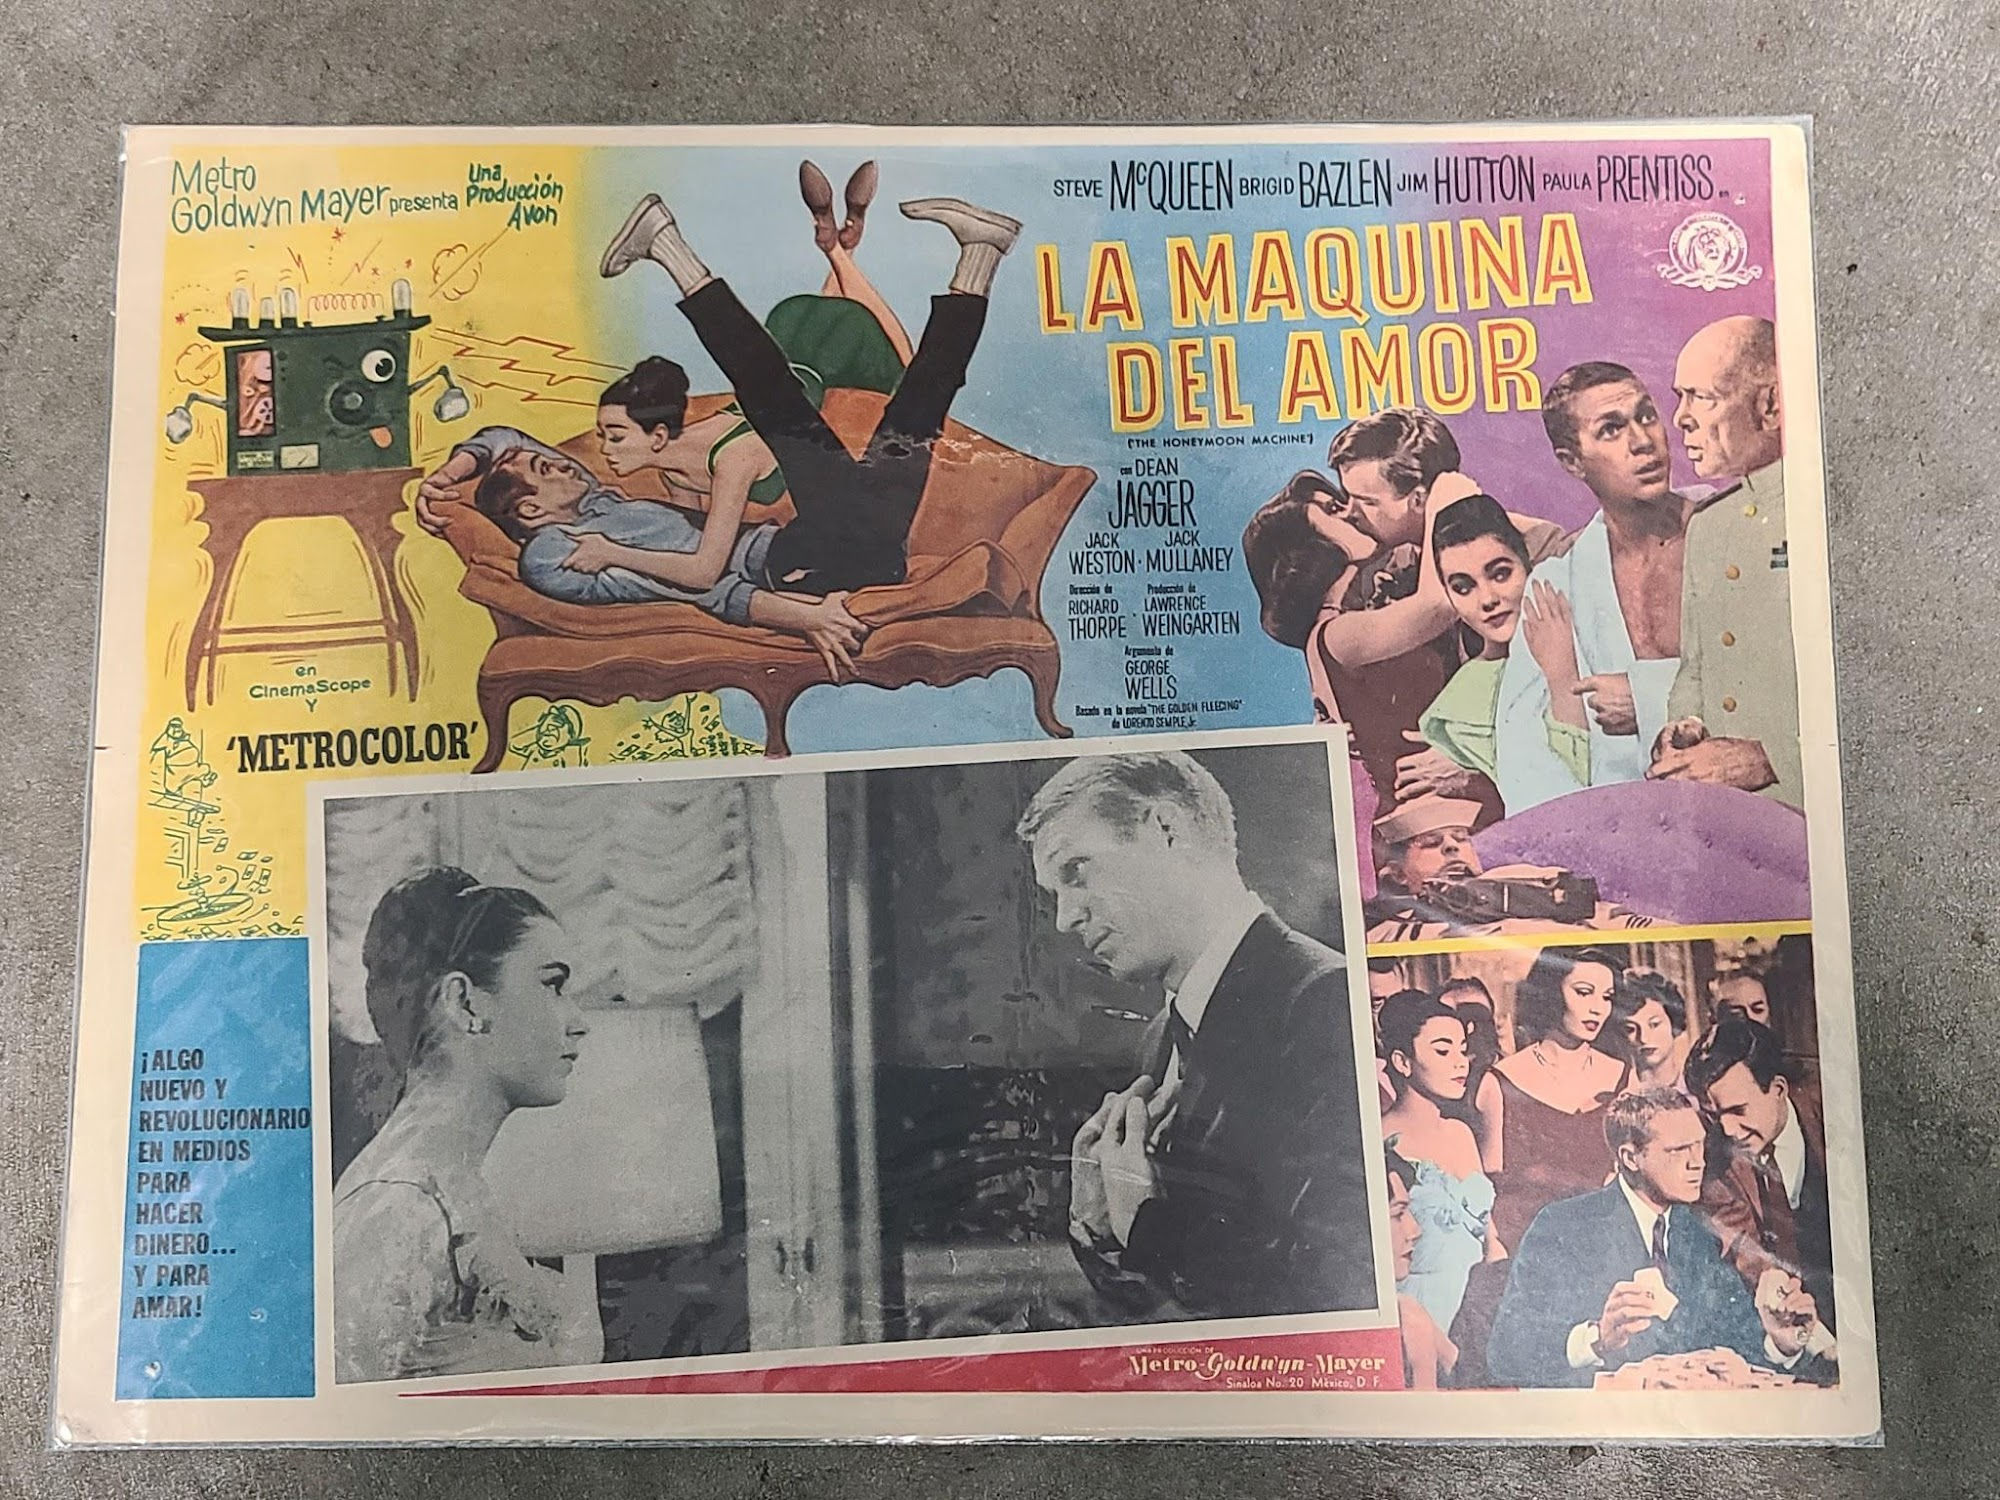 Metro
Goldwyn Mayer presenta
Una
Producción
Avon
STEVE McQUEEN BRIGID BAZLEN JIM HUTTON PAULA PRENTISS en
LA MAQUINA
DEL AMOR
("THE HONEYMOON MACHINE")
con DEAN
JAGGER
JACK WESTON · JACK MULLANEY
Dirección de
RICHARD
THORPE ·
Producción de
LAWRENCE
WEINGARTEN
Argumento de
GEORGE
WELLS
Basado en la novela "THE GOLDEN FLEECING"
de LORENZO SEMPLE, Jr.
en
CinemaScope
Y
'METROCOLOR'
¡ALGO
NUEVO Y
REVOLUCIONARIO
EN MEDIOS
PARA
HACER
DINERO...
Y PARA
AMAR!
UNA PRODUCCIÓN DE
Metro-Goldwyn-Mayer
Sinaloa No. 20 México, D. F.